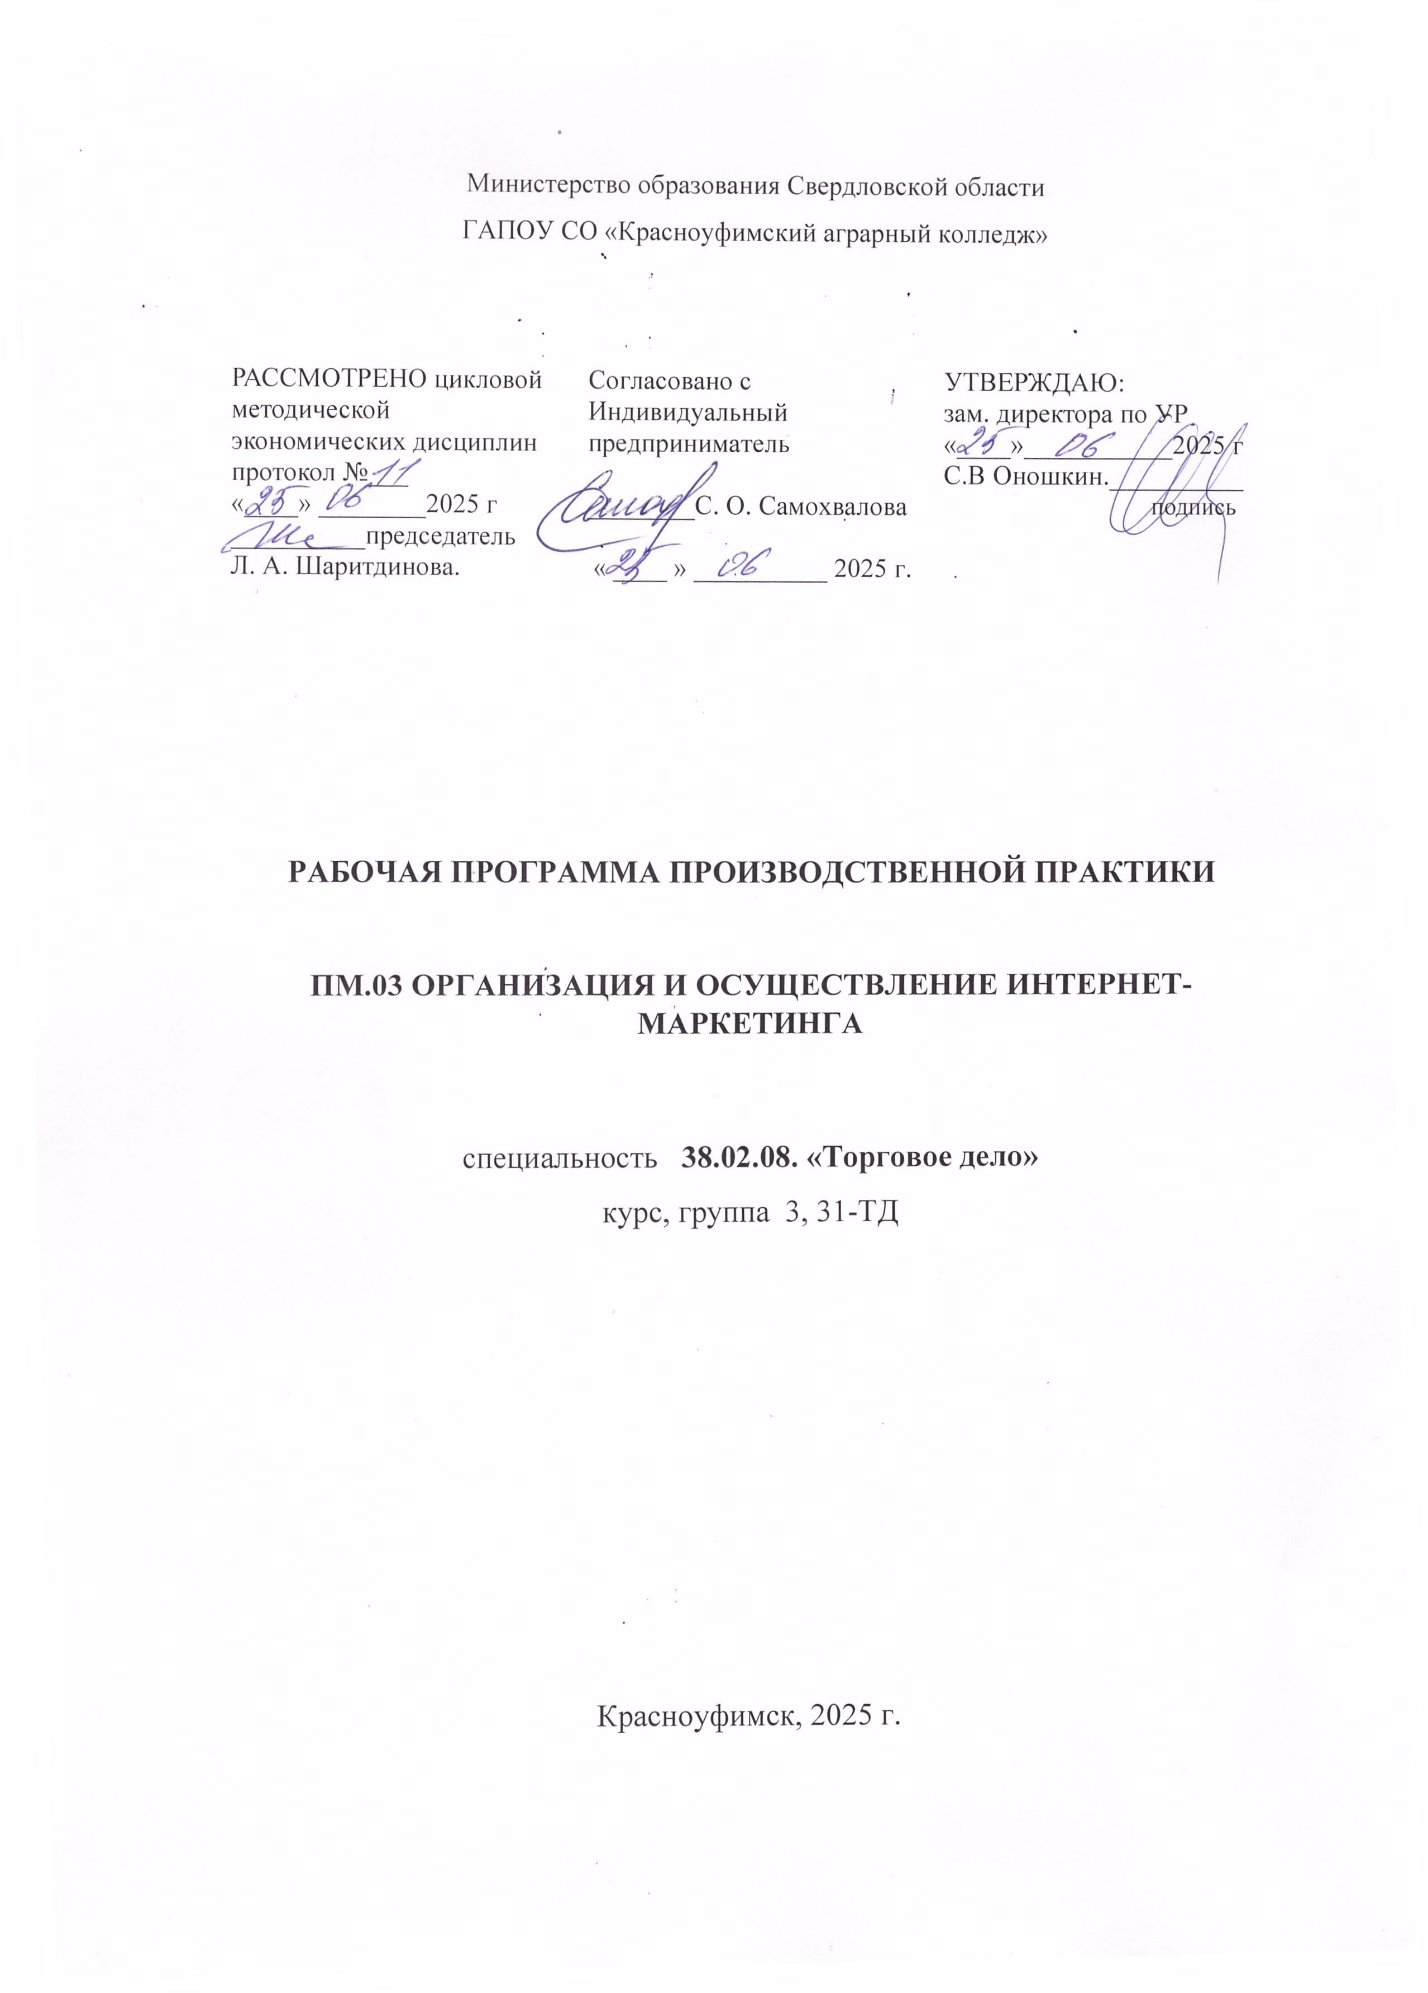 Министерство образования Свердловской области
ГАПОУ СО «Красноуфимский аграрный колледж»
РАССМОТРЕНО цикловой
методической
экономических дисциплин
протокол № 11
«25» 06 2025 г
председатель
Л. А. Шаритдинова.
Согласовано с
Индивидуальный
предприниматель
С. О. Самохвалова
«25» 06 2025 г.
УТВЕРЖДАЮ:
зам. директора по УР
«25» 06 2025 г
С.В Оношкин.
подпись
РАБОЧАЯ ПРОГРАММА ПРОИЗВОДСТВЕННОЙ ПРАКТИКИ
ПМ.03 ОРГАНИЗАЦИЯ И ОСУЩЕСТВЛЕНИЕ ИНТЕРНЕТ-
МАРКЕТИНГА
специальность 38.02.08. «Торговое дело»
курс, группа 3, 31-ТД
Красноуфимск, 2025 г.